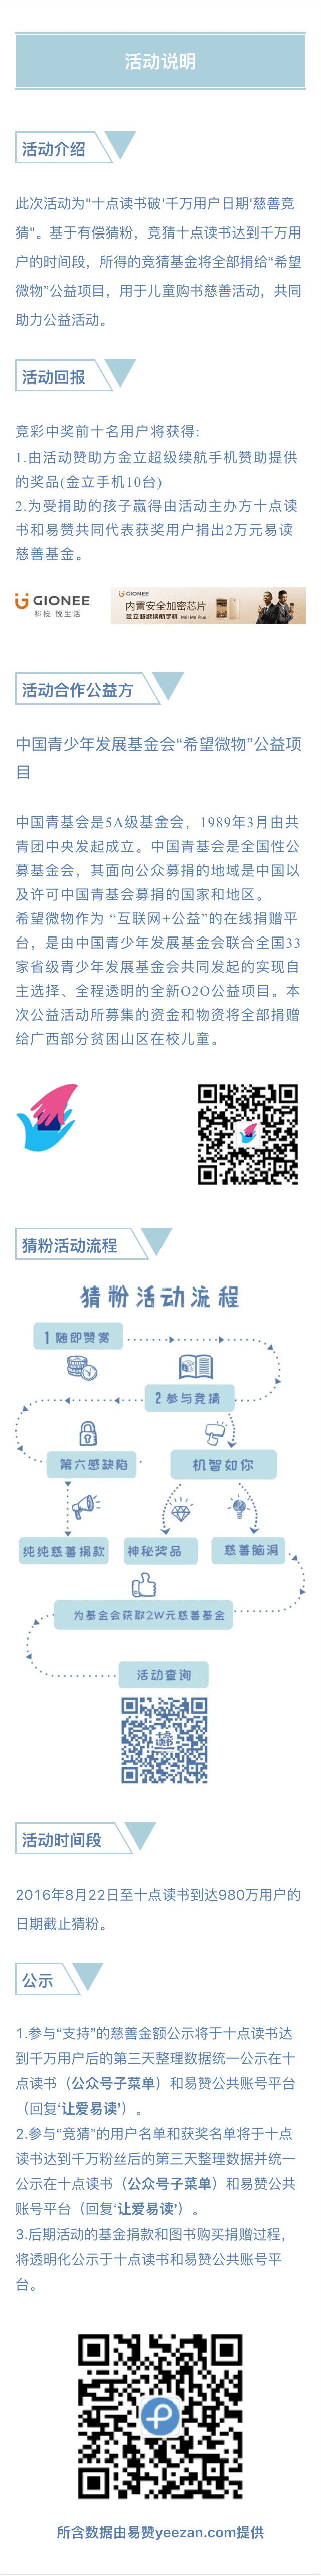 活动说明
活动介绍
此次活动为"十点读书破'千万用户日期'慈善竞
猜"。基于有偿猜粉，竞猜十点读书达到千万用
户的时间段，所得的竞猜基金将全部捐给“希望
微物”公益项目，用于儿童购书慈善活动，共同
助力公益活动。
活动回报
竞彩中奖前十名用户将获得:
1.由活动赞助方金立超级续航手机赞助提供
的奖品(金立手机10台)
2.为受捐助的孩子赢得由活动主办方十点读
书和易赞共同代表获奖用户捐出2万元易读
慈善基金。
GIONEE
科技 悦生活
GIONEE
内置安全加密芯片
金立超级续航手机 M6 | M6 Plus
活动合作公益方
中国青少年发展基金会“希望微物”公益项
目
中国青基会是5A级基金会，1989年3月由共
青团中央发起成立。中国青基会是全国性公
募基金会，其面向公众募捐的地域是中国以
及许可中国青基会募捐的国家和地区。
希望微物作为 “互联网+公益”的在线捐赠平
台，是由中国青少年发展基金会联合全国33
家省级青少年发展基金会共同发起的实现自
主选择、全程透明的全新O2O公益项目。本
次公益活动所募集的资金和物资将全部捐赠
给广西部分贫困山区在校儿童。
猜粉活动流程
猜粉活动流程
1 随即赞赏
2 参与竞猜
第六感缺陷
机智如你
纯纯慈善捐款
神秘奖品
慈善脑洞
为基金会获取2W元慈善基金
活动查询
十点读书
活动时间段
2016年8月22日至十点读书到达980万用户的
日期截止猜粉。
公示
1.参与“支持”的慈善金额公示将于十点读书达
到千万用户后的第三天整理数据统一公示在十
点读书（公众号子菜单）和易赞公共账号平台
（回复‘让爱易读’）。
2.参与“竞猜”的用户名单和获奖名单将于十点
读书达到千万粉丝后的第三天整理数据并统一
公示在十点读书（公众号子菜单）和易赞公共
账号平台（回复‘让爱易读’）。
3.后期活动的基金捐款和图书购买捐赠过程，
将透明化公示于十点读书和易赞公共账号平
台。
所含数据由易赞yeezan.com提供